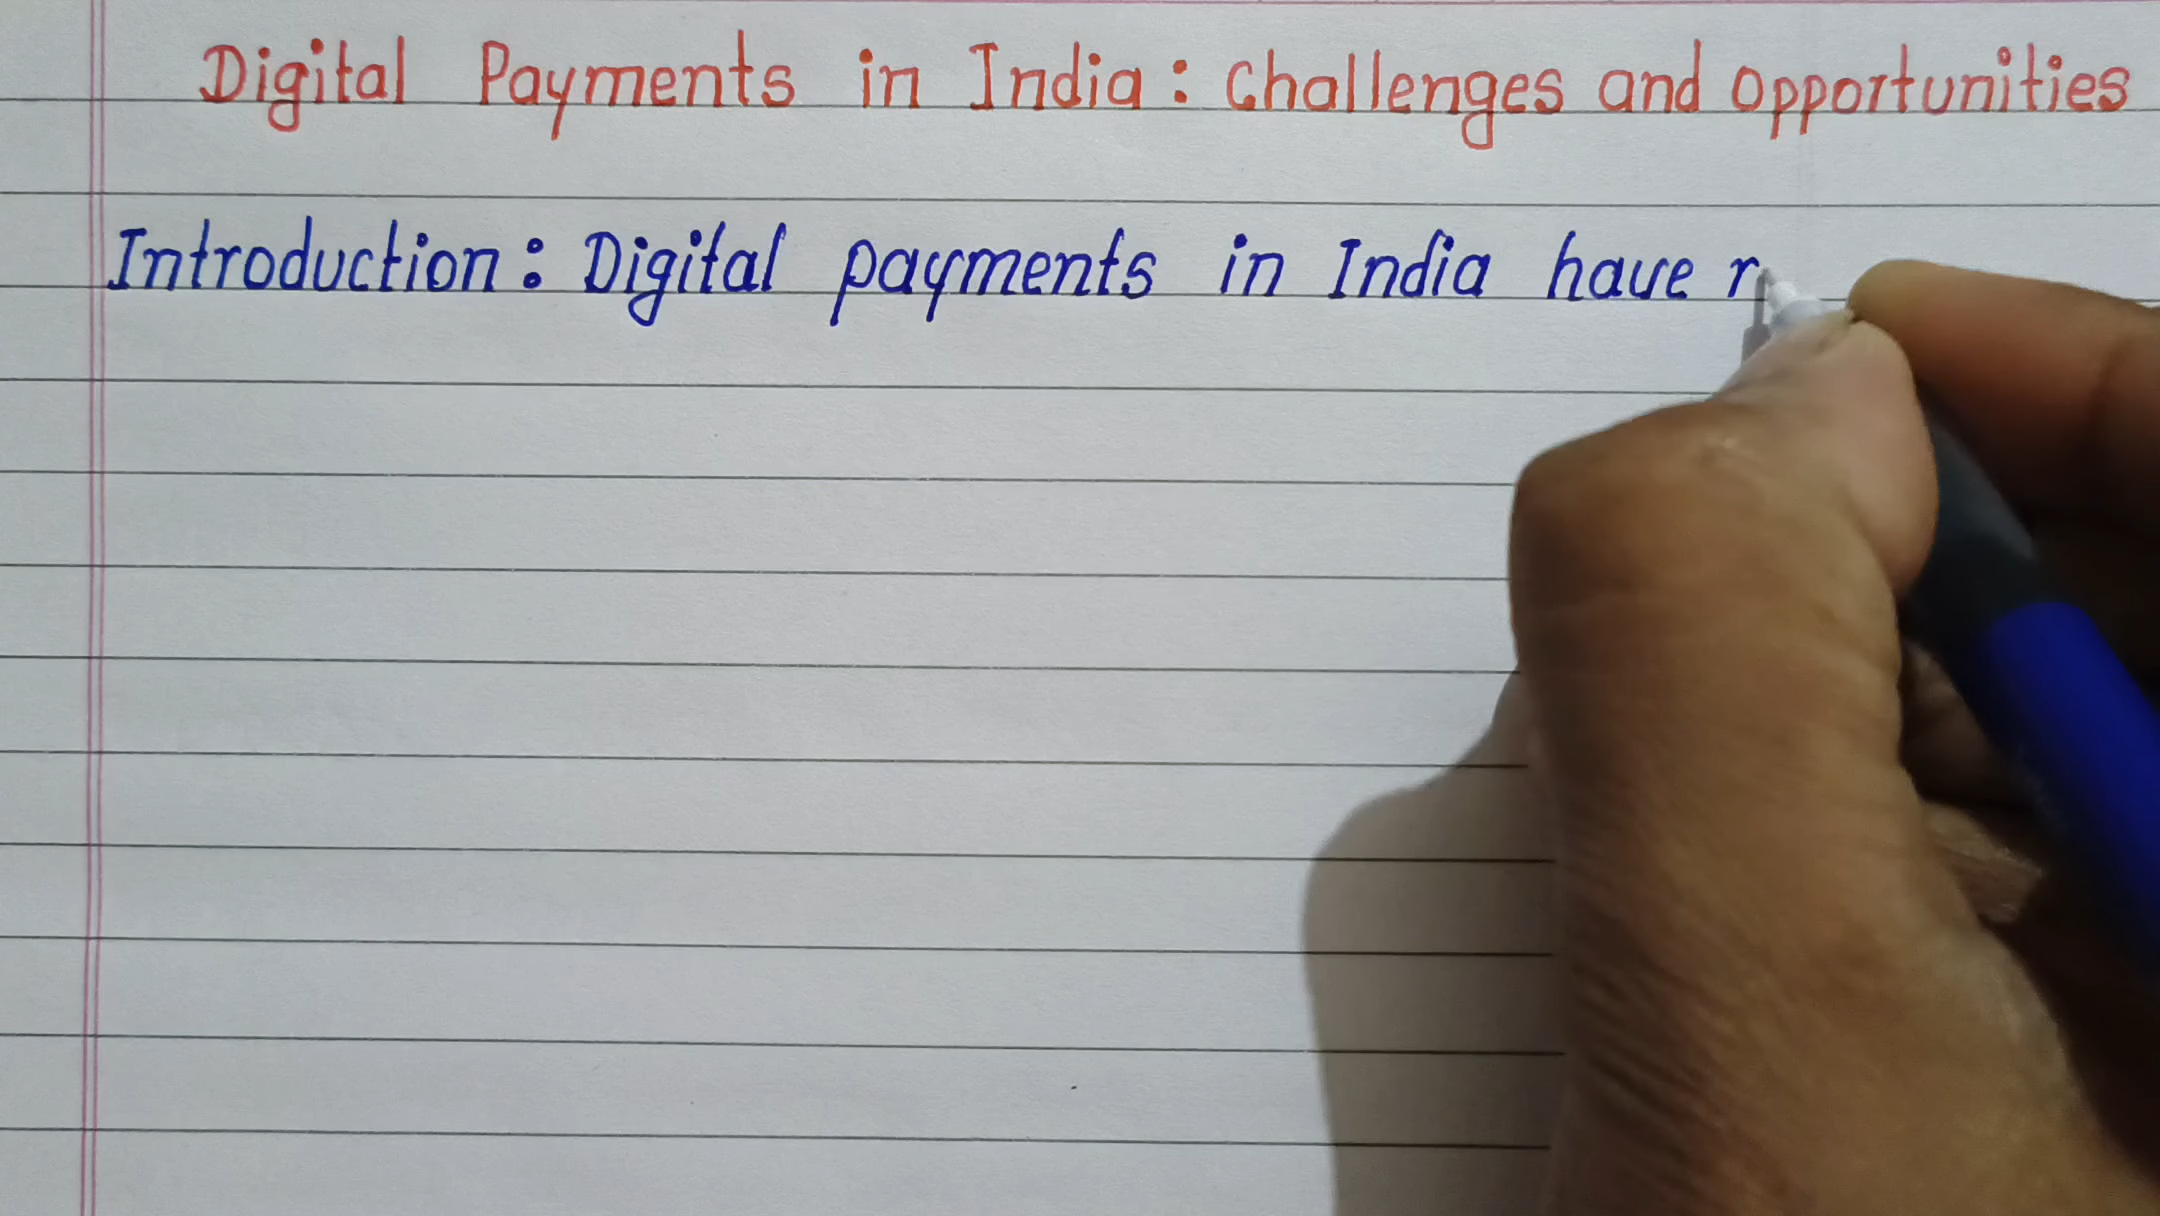 Digital Payments in India: Challenges and Opportunities
Introduction: Digital payments in India have r